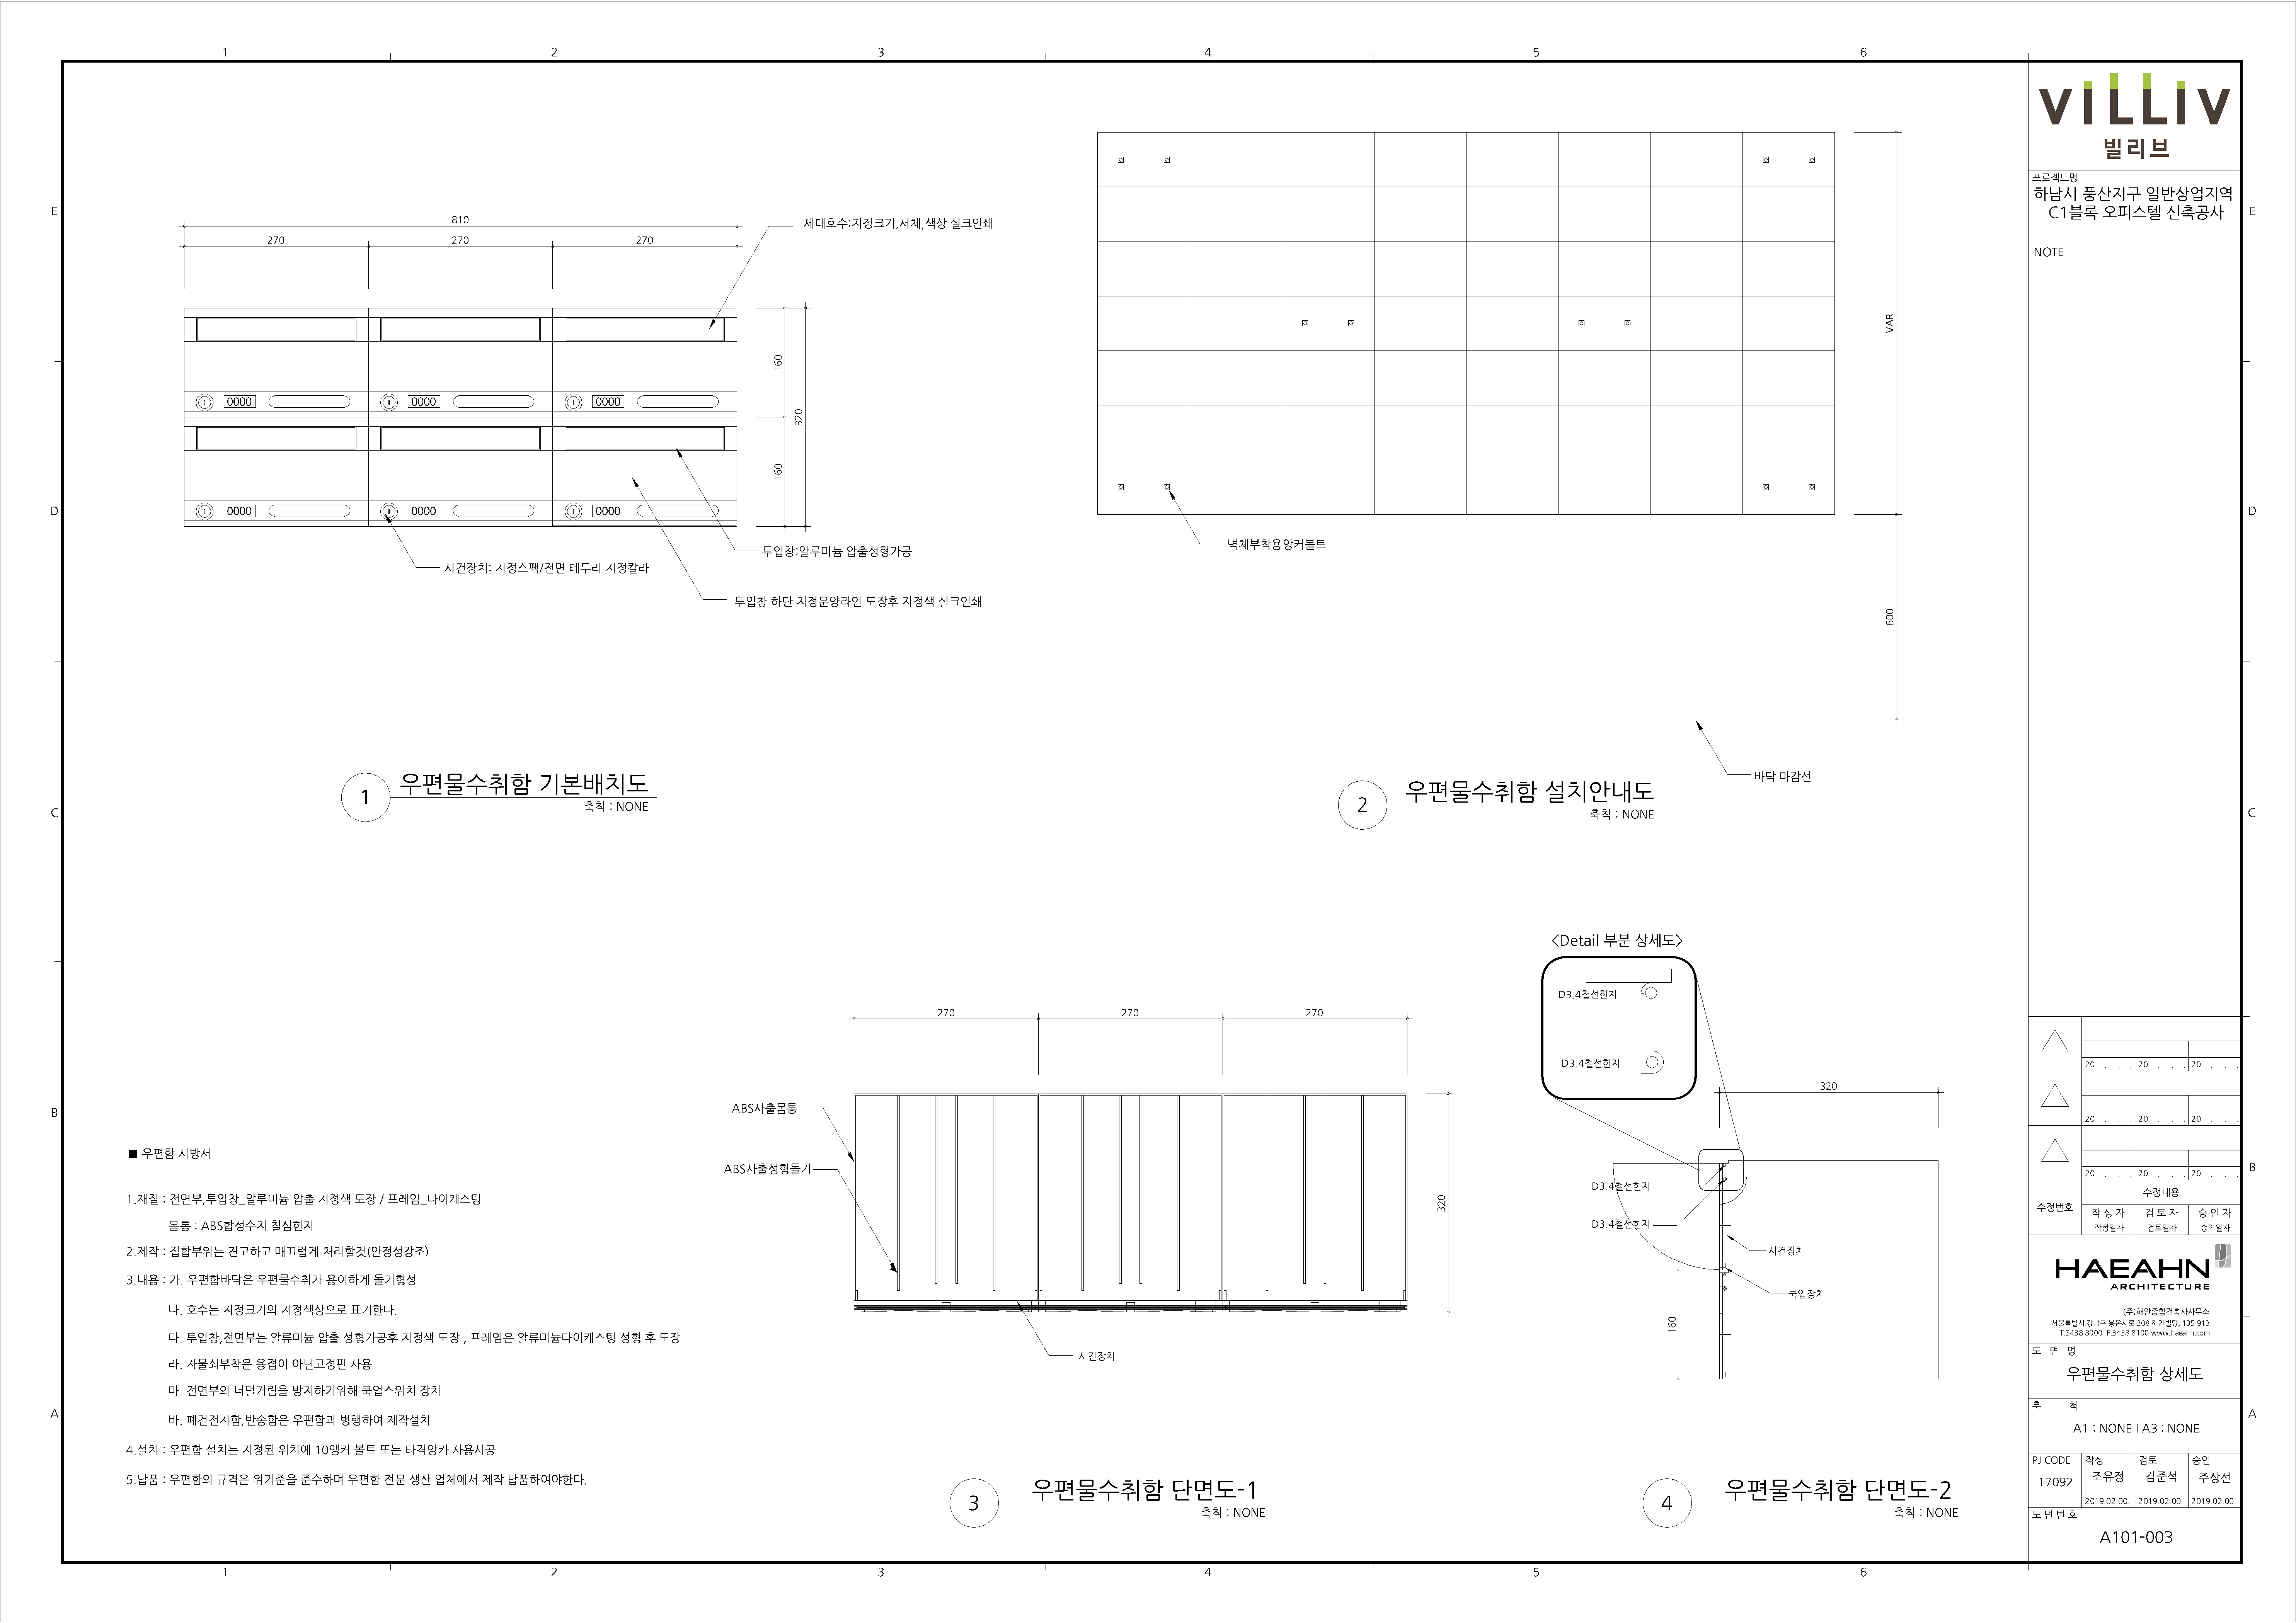 1 2 3 4 5 6
E
D
C
B
A
810
270 270 270
세대호수:지정크기,서체,색상 실크인쇄
160
320
160
0000 0000 0000
0000 0000 0000
시건장치: 지정스팩/전면 테두리 지정칼라
투입창:알루미늄 압출성형가공
투입창 하단 지정문양라인 도장후 지정색 실크인쇄
1 우편물수취함 기본배치도
축척 : NONE
VAR
600
벽체부착용앙커볼트
바닥 마감선
2 우편물수취함 설치안내도
축척 : NONE
■ 우편함 시방서
1.재질 : 전면부,투입창_알루미늄 압출 지정색 도장 / 프레임_다이케스팅
몸통 : ABS합성수지 철심힌지
2.제작 : 접합부위는 견고하고 매끄럽게 처리할것(안정성강조)
3.내용 : 가. 우편함바닥은 우편물수취가 용이하게 돌기형성
나. 호수는 지정크기의 지정색상으로 표기한다.
다. 투입창,전면부는 알류미늄 압출 성형가공후 지정색 도장 , 프레임은 알류미늄다이케스팅 성형 후 도장
라. 자물쇠부착은 용접이 아닌고정핀 사용
마. 전면부의 너덜거림을 방지하기위해 쿡업스위치 장치
바. 폐건전지함,반송함은 우편함과 병행하여 제작설치
4.설치 : 우편함 설치는 지정된 위치에 10앵커 볼트 또는 타격앙카 사용시공
5.납품 : 우편함의 규격은 위기준을 준수하며 우편함 전문 생산 업체에서 제작 납품하여야한다.
270 270 270
ABS사출몸통
ABS사출성형돌기
320
시건장치
3 우편물수취함 단면도-1
축척 : NONE
<Detail 부분 상세도>
D3.4철선힌지
D3.4철선힌지
320
D3.4철선힌지
D3.4철선힌지
시건장치
쿡업장치
160
4 우편물수취함 단면도-2
축척 : NONE
VILLIV
빌리브
프로젝트명
하남시 풍산지구 일반상업지역
C1블록 오피스텔 신축공사
NOTE
20 . . . 20 . . . 20 . . .
20 . . . 20 . . . 20 . . .
20 . . . 20 . . . 20 . . .
수정번호
수정내용
작 성 자 검 토 자 승 인 자
작성일자 검토일자 승인일자
HAEAHN
ARCHITECTURE
(주)해안종합건축사사무소
서울특별시 강남구 봉은사로 208 해안빌딩, 135-913
T.3438 8000 F.3438 8100 www.haeahn.com
도 면 명
우편물수취함 상세도
축 척
A1 : NONE I A3 : NONE
PJ CODE 작성 검토 승인
17092 조유정 김준석 주상선
2019.02.00. 2019.02.00. 2019.02.00.
도 면 번 호
A101-003
E
D
C
B
A
1 2 3 4 5 6